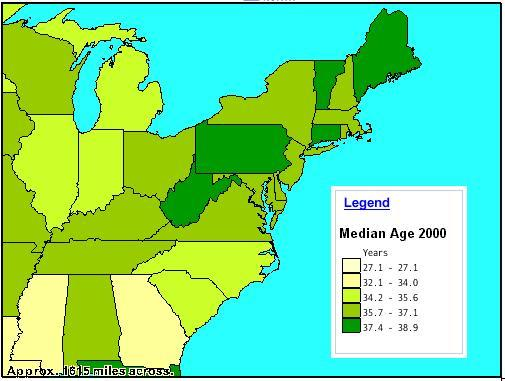 Legend
Median Age 2000
Years
27.1 - 27.1
32.1 - 34.0
34.2 - 35.6
35.7 - 37.1
37.4 - 38.9
Approx. 1615 miles across.